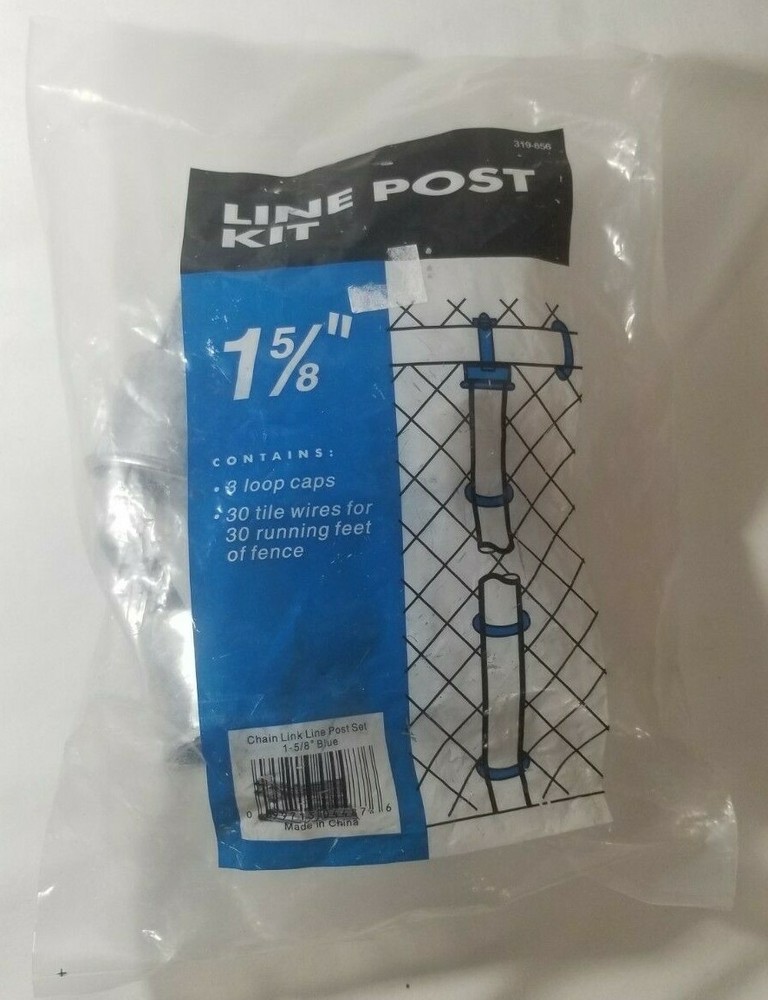 319-656
LINE POST
KIT
1 5/8"
CONTAINS:
• 3 loop caps
• 30 tile wires for
30 running feet
of fence
Chain Link Line Post Set
1-5/8" Blue
Made in China